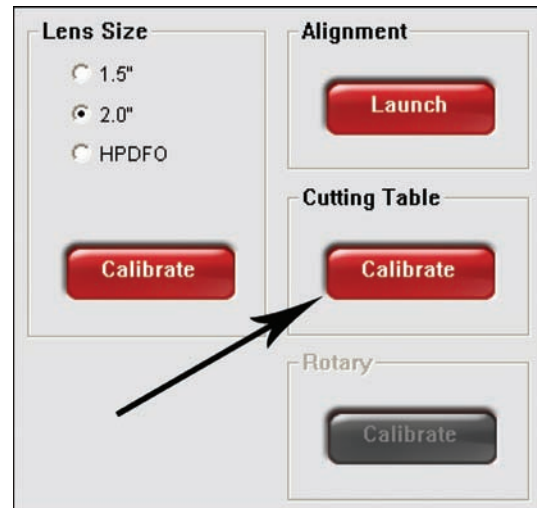 Lens Size
1.5"
2.0"
HPDFO
Calibrate
Alignment
Launch
Cutting Table
Calibrate
Rotary
Calibrate